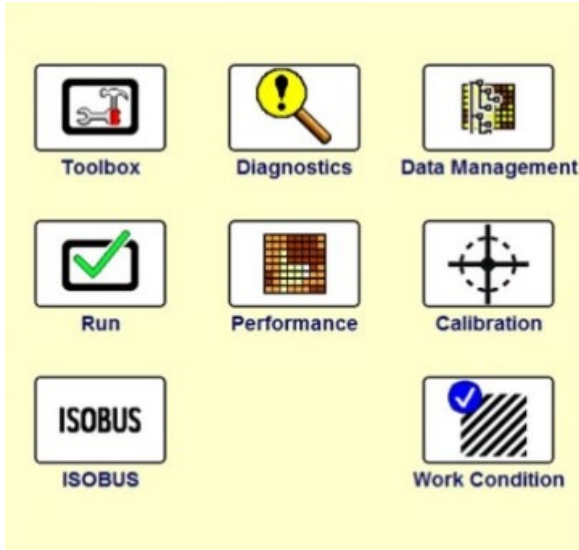 Toolbox
Diagnostics
Data Management
Run
Performance
Calibration
ISOBUS
ISOBUS
Work Condition